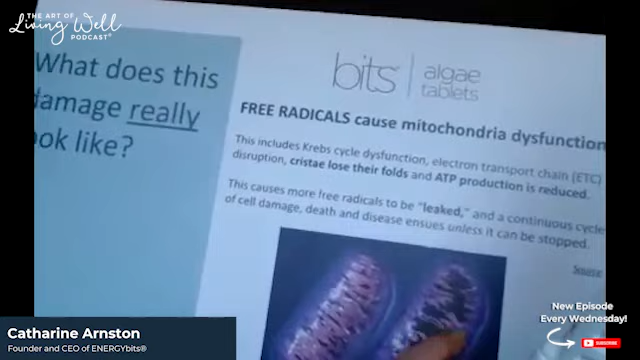 THE ART OF
Living Well
PODCAST®
What does this
damage really
ok like?
bits
algae
tablets
FREE RADICALS cause mitochondria dysfunction
This includes Krebs cycle dysfunction, electron transport chain (ETC)
disruption, cristae lose their folds and ATP production is reduced.
This causes more free radicals to be "leaked," and a continuous cycle
of cell damage, death and disease ensues unless it can be stopped.
Source
Catharine Arnston
Founder and CEO of ENERGYbits®
New Episode
Every Wednesday!
SUBSCRIBE